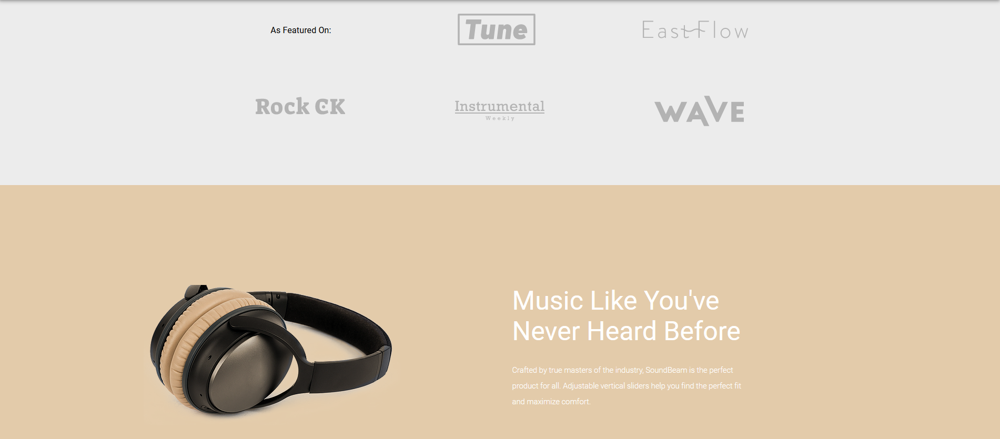 As Featured On:
Tune
EastFlow
Rock CK
Instrumental
Weekly
WAVE
Music Like You've
Never Heard Before
Crafted by true masters of the industry, SoundBeam is the perfect
product for all. Adjustable vertical sliders help you find the perfect fit
and maximize comfort.